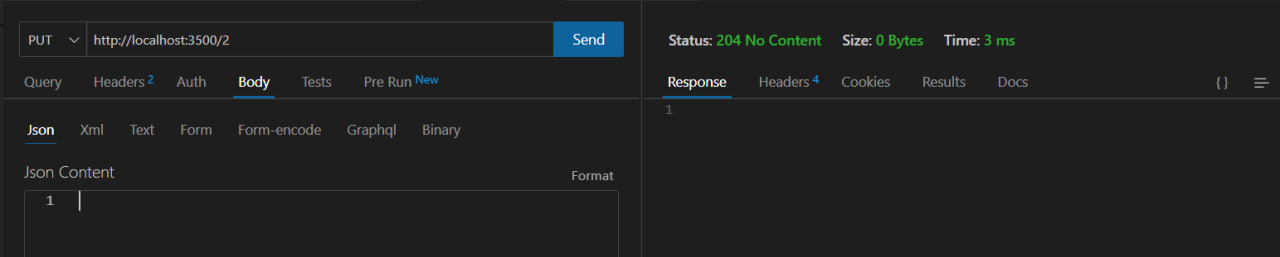 PUT http://localhost:3500/2 Send
Query Headers 2 Auth Body Tests Pre Run New
Json Xml Text Form Form-encode Graphql Binary
Json Content Format
1
Status: 204 No Content Size: 0 Bytes Time: 3 ms
Response Headers 4 Cookies Results Docs { }
1